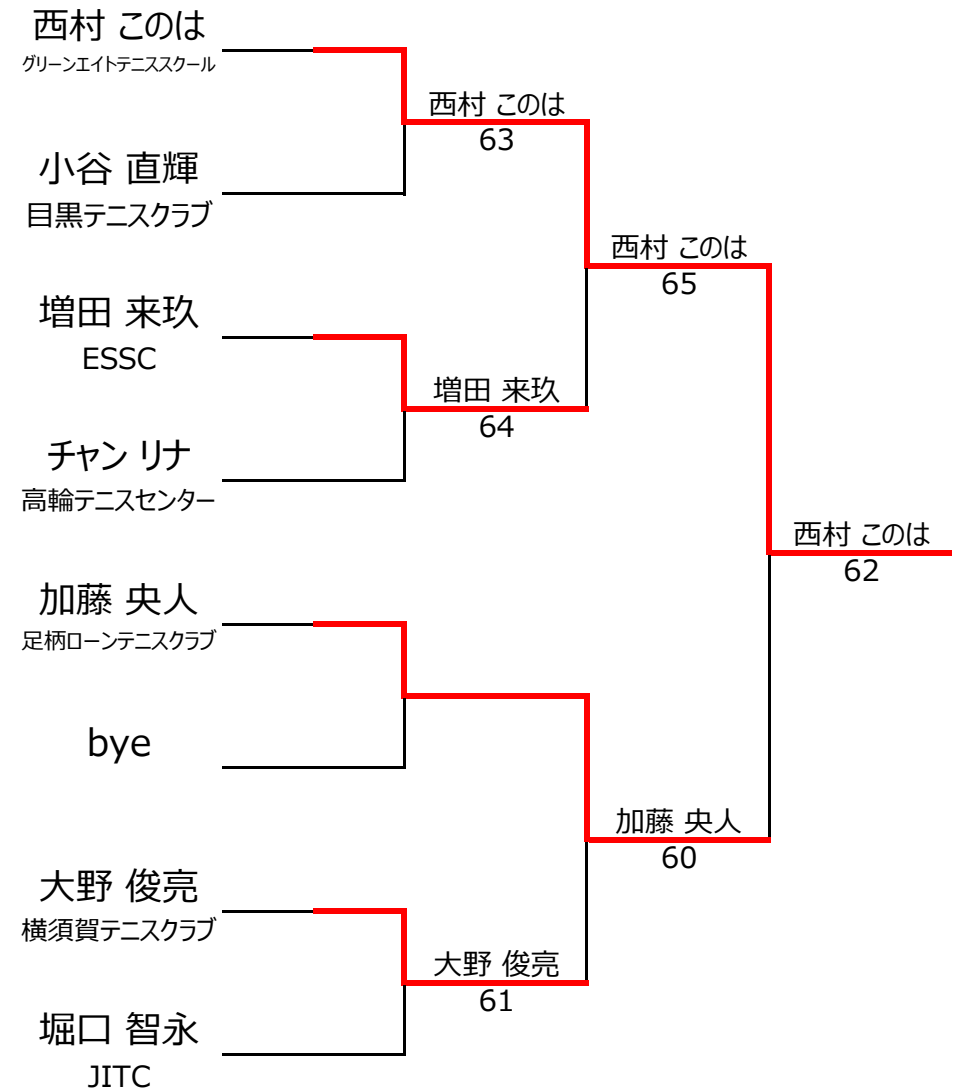 西村 このは
グリーンエイトテニススクール
小谷 直輝
目黒テニスクラブ
増田 来玖
ESSC
チャン リナ
高輪テニスセンター
加藤 央人
足柄ローンテニスクラブ
bye
大野 俊亮
横須賀テニスクラブ
堀口 智永
JITC
西村 このは
63
増田 来玖
64
大野 俊亮
61
西村 このは
65
加藤 央人
60
西村 このは
62